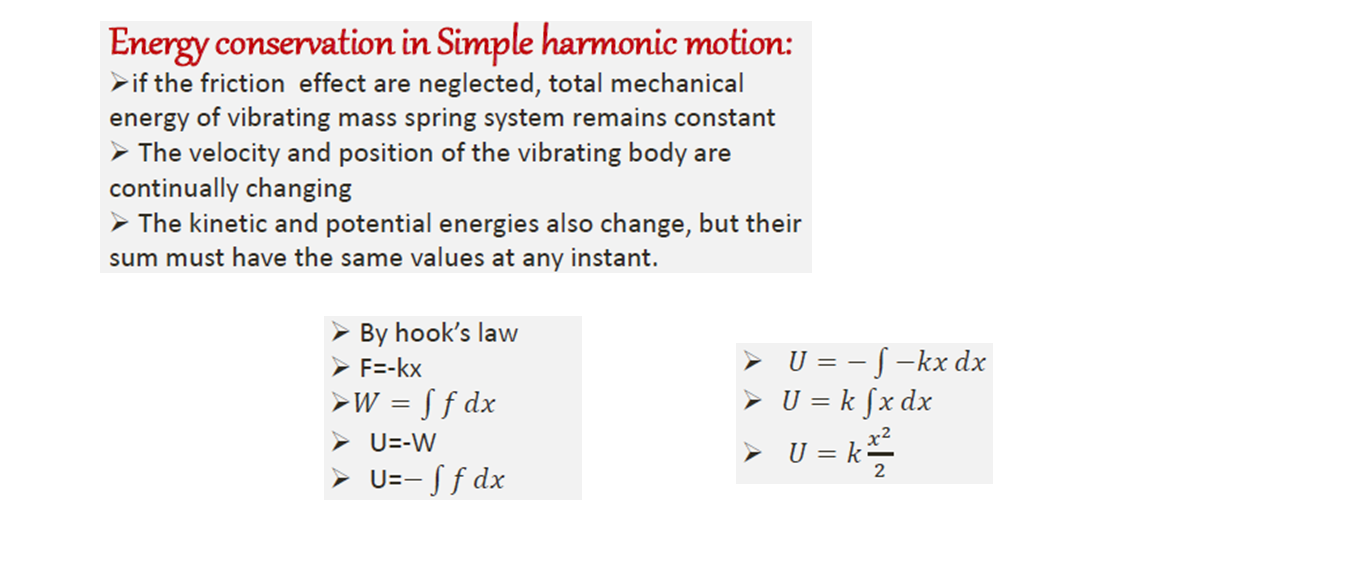 Energy conservation in Simple harmonic motion:
➢if the friction effect are neglected, total mechanical
energy of vibrating mass spring system remains constant
➢ The velocity and position of the vibrating body are
continually changing
➢ The kinetic and potential energies also change, but their
sum must have the same values at any instant.
➢ By hook's law
➢ F=-kx
➢W = ∫ f dx
➢ U=-W
➢ U=− ∫ f dx
➢ U = − ∫ −kx dx
➢ U = k ∫x dx
➢ U = k x²/2